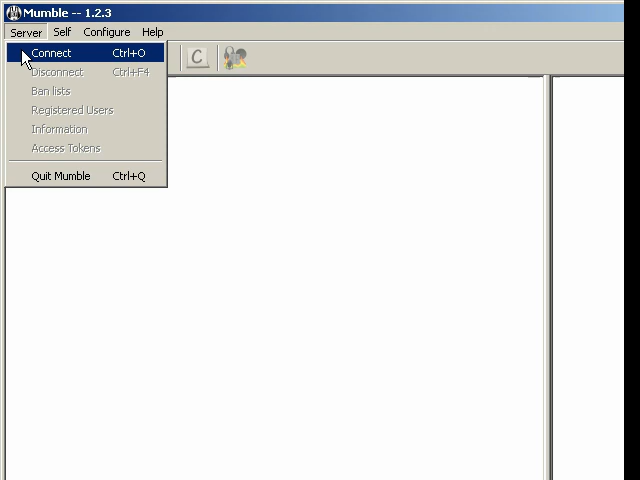 Mumble -- 1.2.3
Server Self Configure Help
Connect Ctrl+O
Disconnect Ctrl+F4
Ban lists
Registered Users
Information
Access Tokens
Quit Mumble Ctrl+Q
C